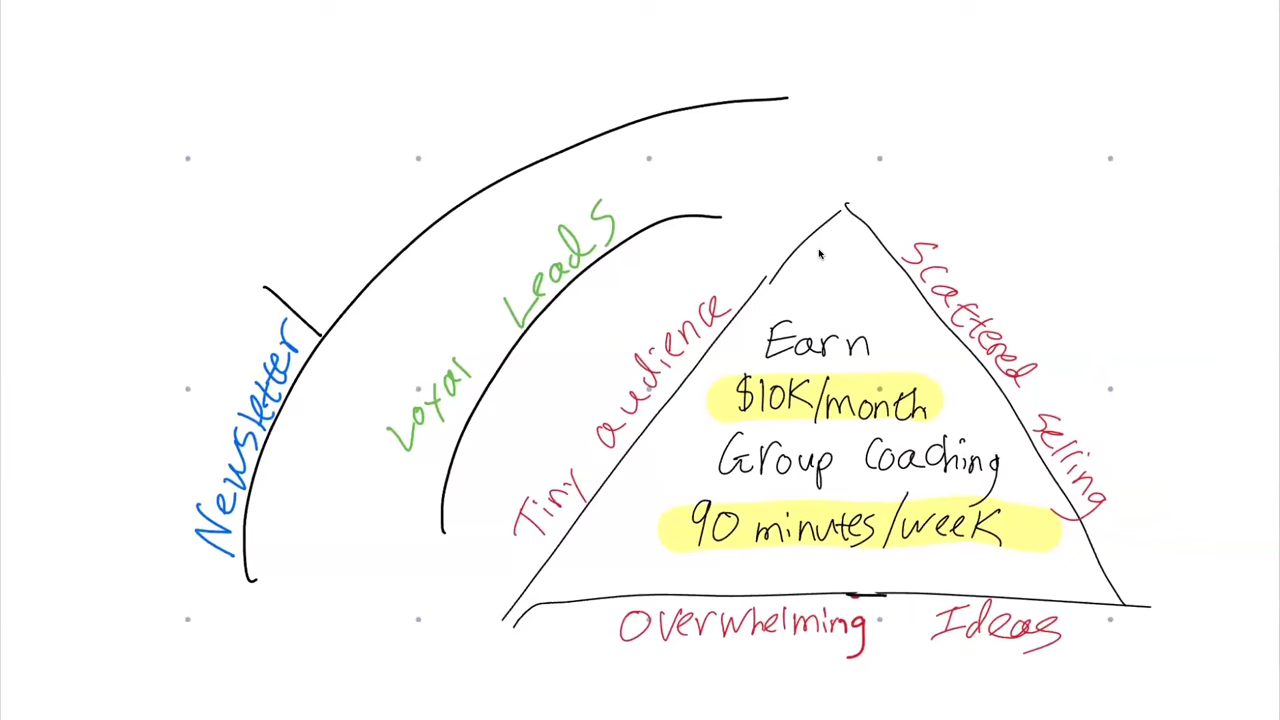 Newsletter
Loyal Leads
Tiny audience
Scattered selling
Earn
$10K/month
Group Coaching
90 minutes/week
Overwhelming Ideas